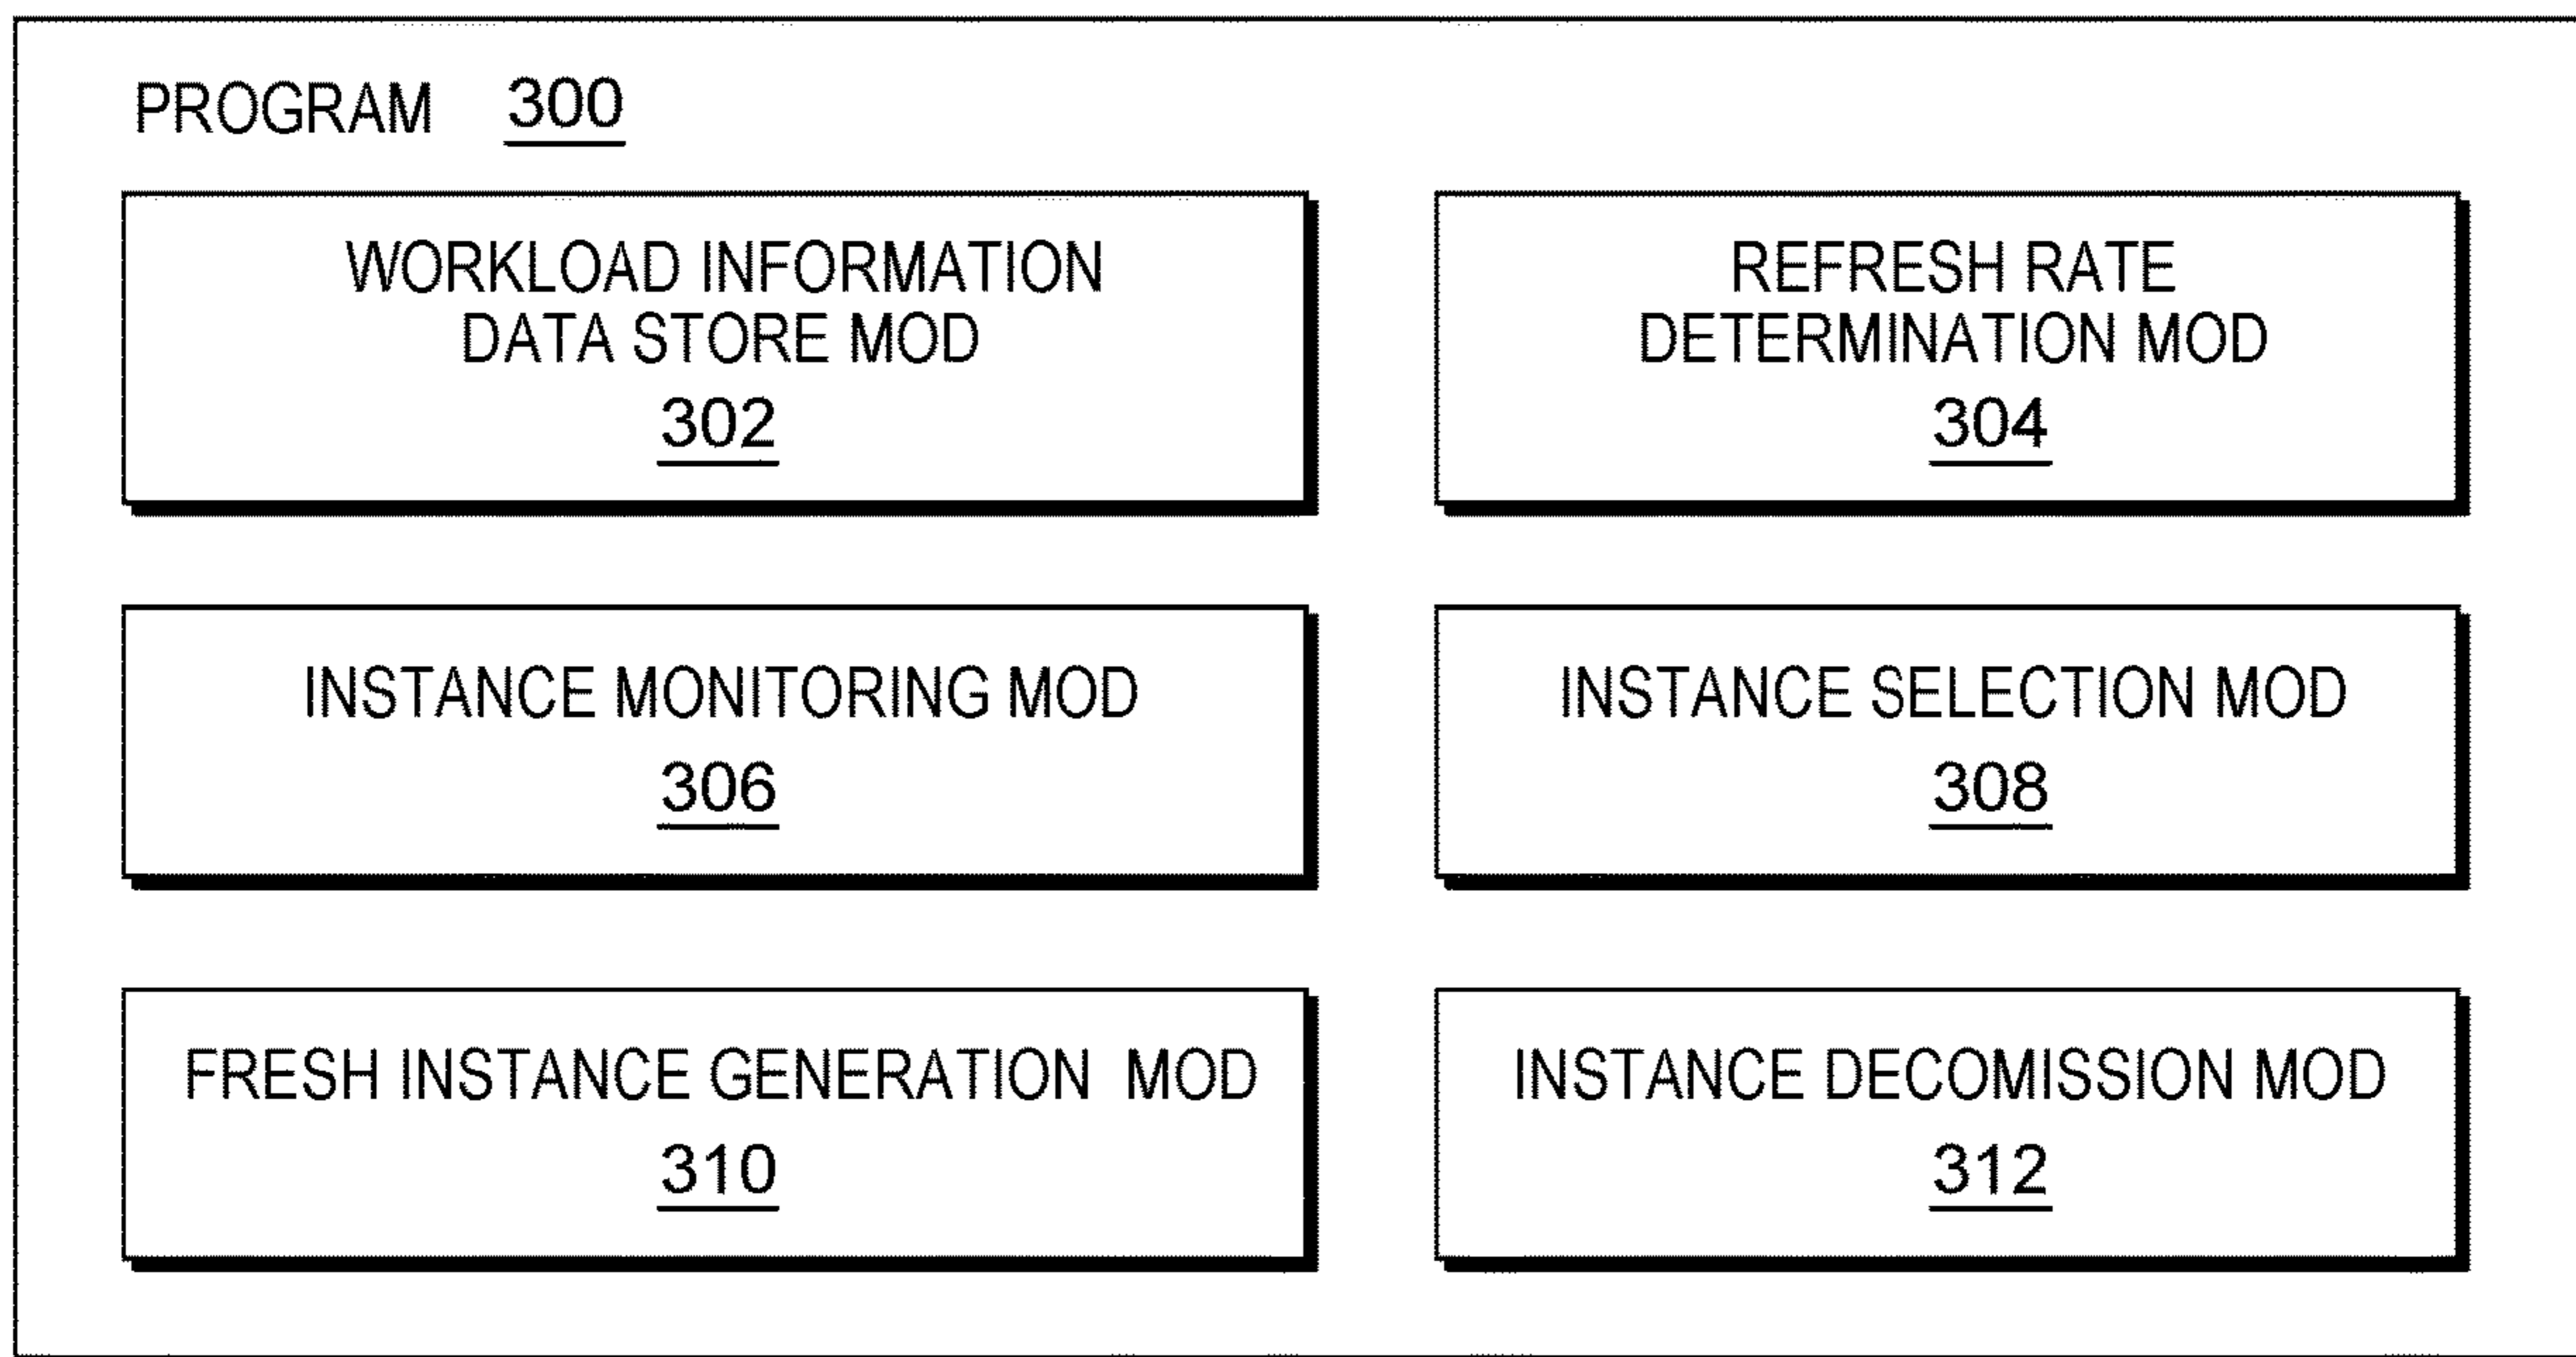 PROGRAM 300
WORKLOAD INFORMATION
DATA STORE MOD
302
REFRESH RATE
DETERMINATION MOD
304
INSTANCE MONITORING MOD
306
INSTANCE SELECTION MOD
308
FRESH INSTANCE GENERATION MOD
310
INSTANCE DECOMISSION MOD
312